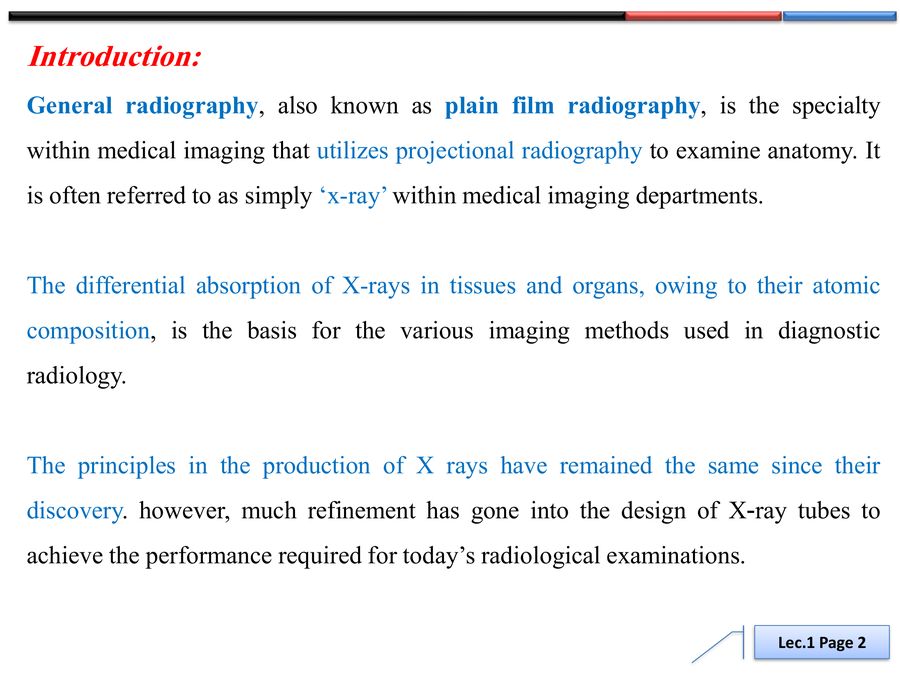 Introduction:
General radiography, also known as plain film radiography, is the specialty
within medical imaging that utilizes projectional radiography to examine anatomy. It
is often referred to as simply ‘x-ray’ within medical imaging departments.
The differential absorption of X-rays in tissues and organs, owing to their atomic
composition, is the basis for the various imaging methods used in diagnostic
radiology.
The principles in the production of X rays have remained the same since their
discovery. however, much refinement has gone into the design of X-ray tubes to
achieve the performance required for today’s radiological examinations.
Lec.1 Page 2